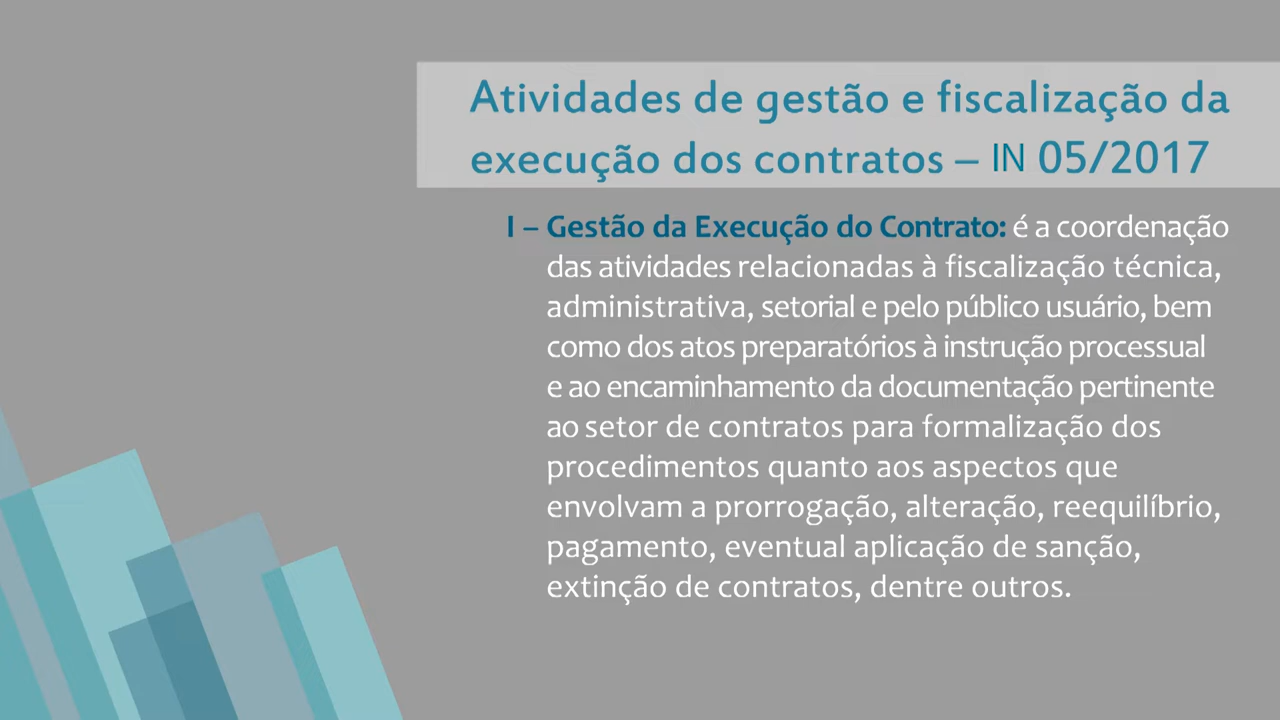 Atividades de gestão e fiscalização da
execução dos contratos – IN 05/2017
I – Gestão da Execução do Contrato: é a coordenação
das atividades relacionadas à fiscalização técnica,
administrativa, setorial e pelo público usuário, bem
como dos atos preparatórios à instrução processual
e ao encaminhamento da documentação pertinente
ao setor de contratos para formalização dos
procedimentos quanto aos aspectos que
envolvam a prorrogação, alteração, reequilíbrio,
pagamento, eventual aplicação de sanção,
extinção de contratos, dentre outros.